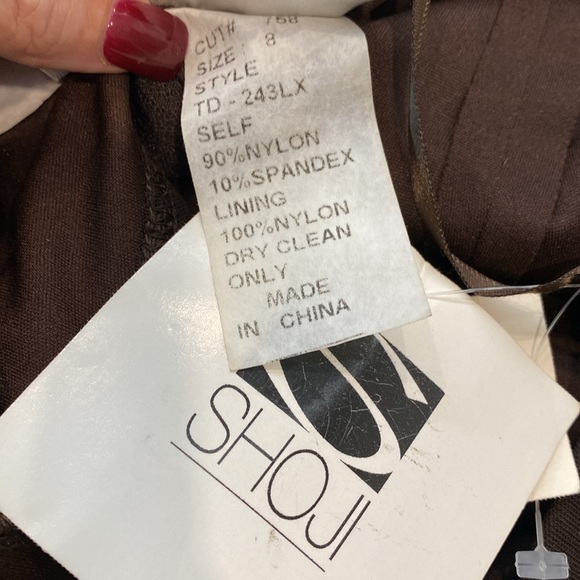 CUT# 758
SIZE : 8
STYLE
TD - 243LX
SELF
90%NYLON
10%SPANDEX
LINING
100%NYLON
DRY CLEAN
ONLY
MADE
IN CHINA
S
SHOJI